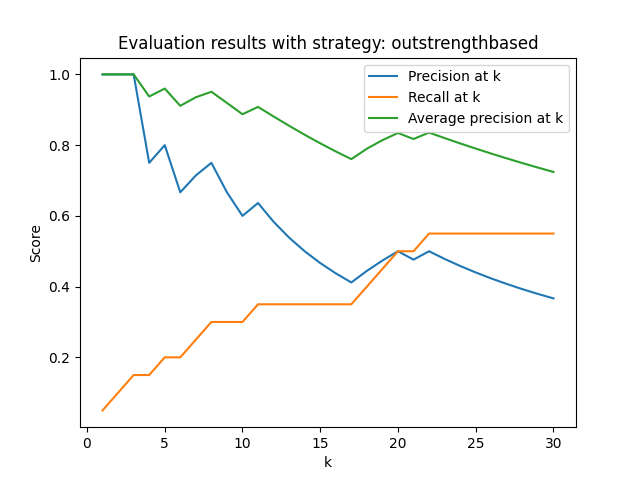 Evaluation results with strategy: outstrengthbased
1.0
0.8
0.6
0.4
0.2
Score
0
5
10
15
20
25
30
k
Precision at k
Recall at k
Average precision at k